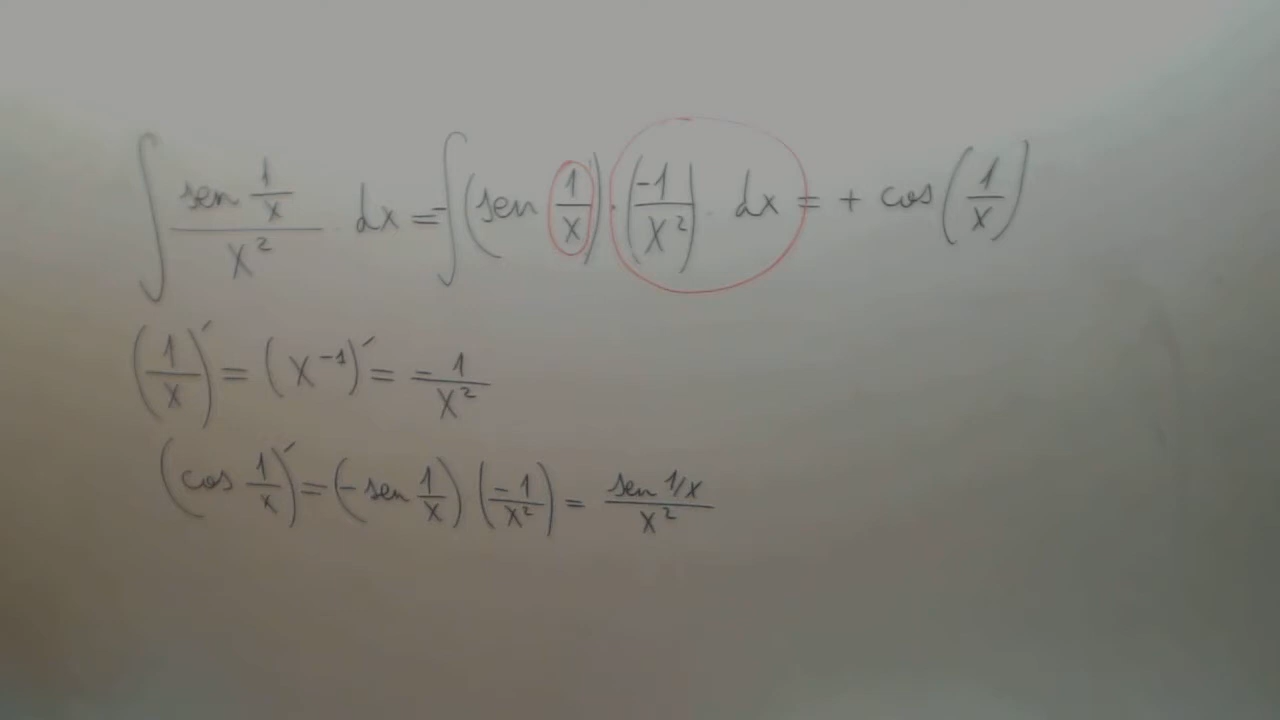 ∫ sen 1/x / x² dx = -∫ (sen 1/x) · (-1/x²) · dx = + cos (1/x)
(1/x)´ = (x⁻¹)´ = -1/x²
(cos 1/x)´ = (- sen 1/x) (-1/x²) = sen 1/x / x²